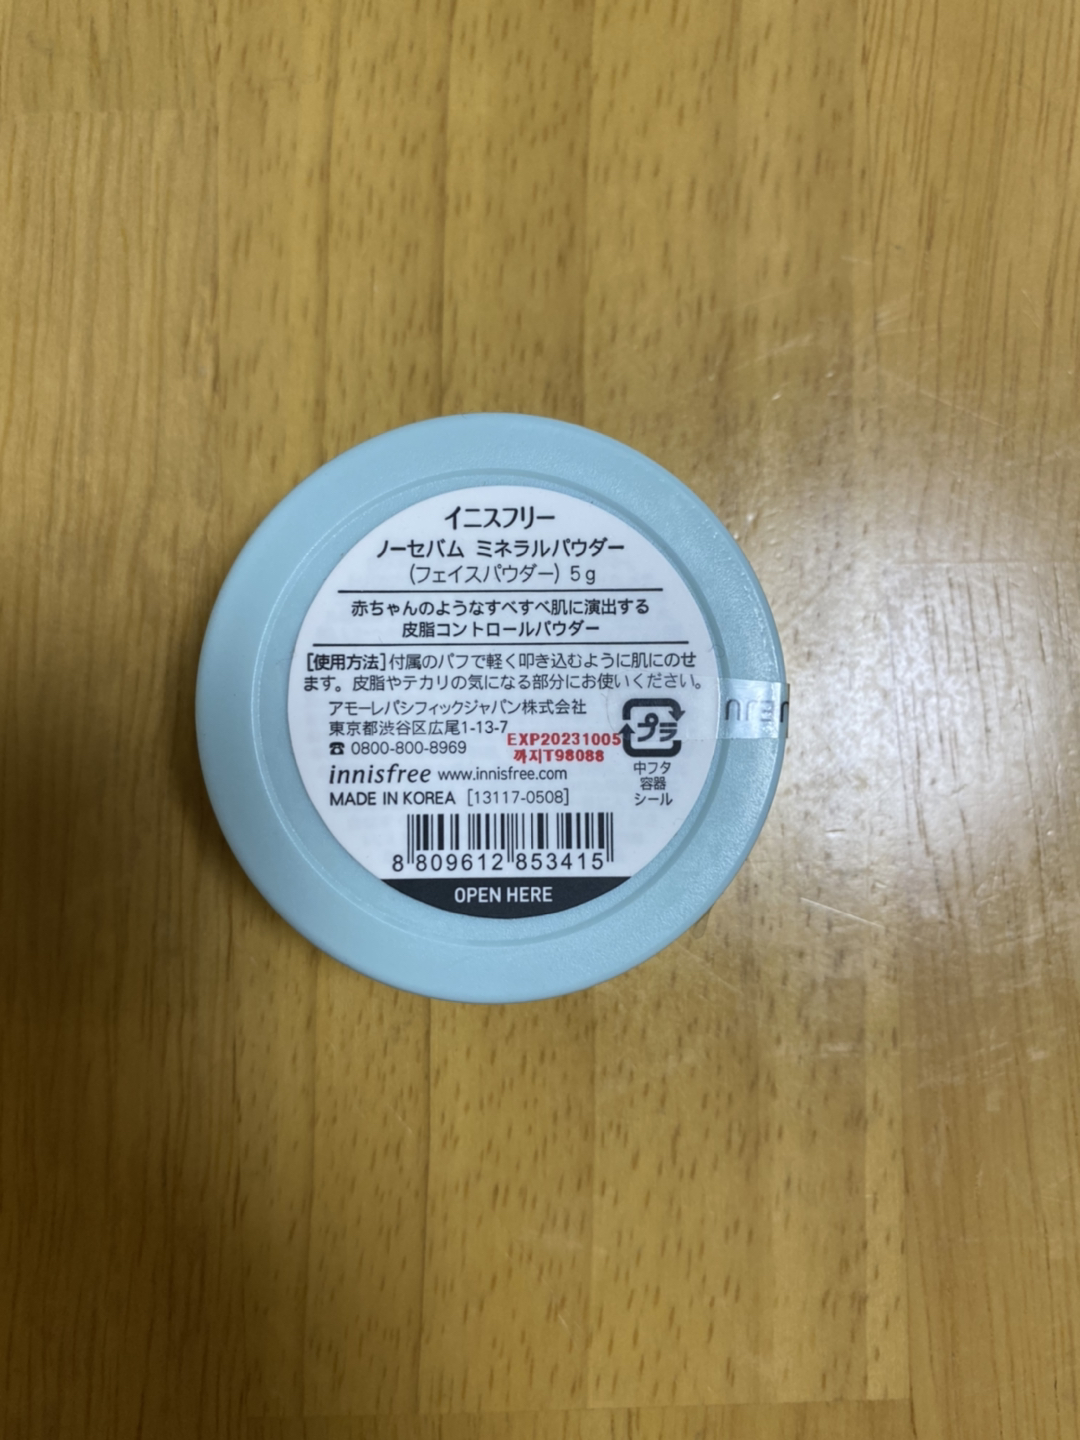 イニスフリー
ノーセバム ミネラルパウダー
(フェイスパウダー) 5g
赤ちゃんのようなすべすべ肌に演出する
皮脂コントロールパウダー
[使用方法]付属のパフで軽く叩き込むように肌にのせ
ます。皮脂やテカリの気になる部分にお使いください。
アモーレパシフィックジャパン株式会社
東京都渋谷区広尾1-13-7
☎ 0800-800-8969
EXP20231005
까지T98088
プラ
中フタ
容器
シール
innisfree www.innisfree.com
MADE IN KOREA [13117-0508]
8 809612 853415
OPEN HERE